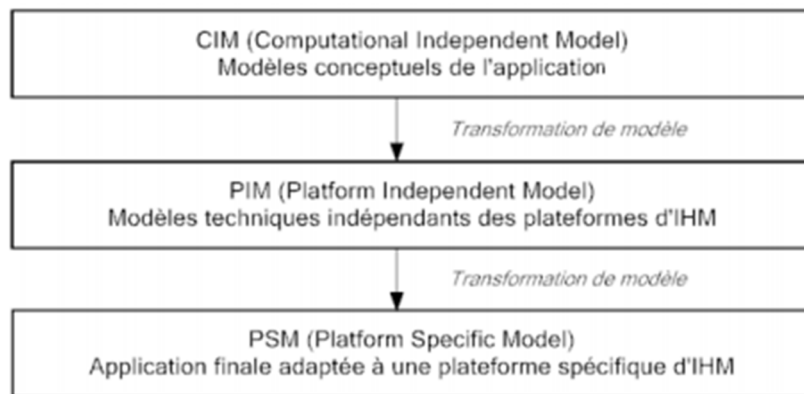 CIM (Computational Independent Model)
Modèles conceptuels de l'application
Transformation de modèle
PIM (Platform Independent Model)
Modèles techniques indépendants des plateformes d'IHM
Transformation de modèle
PSM (Platform Specific Model)
Application finale adaptée à une plateforme spécifique d'IHM